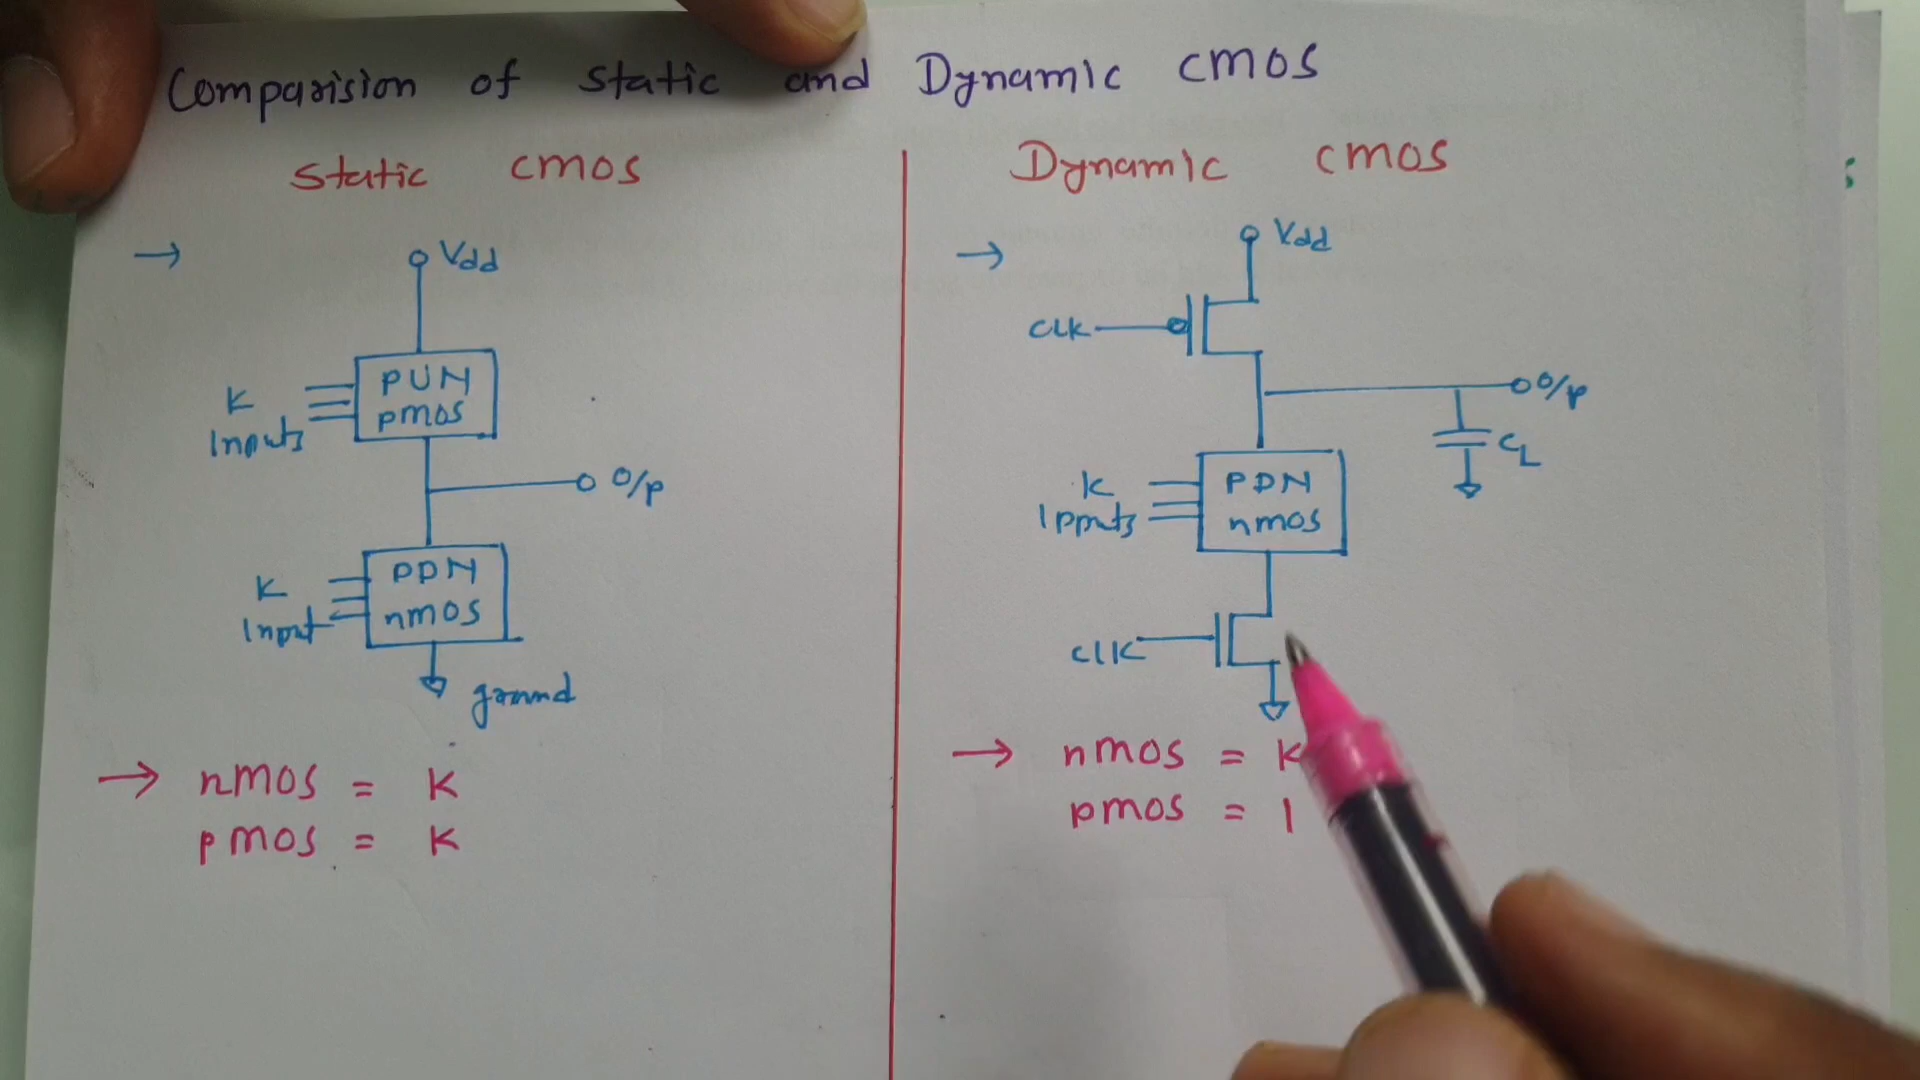 Comparision of static and Dynamic CMOS
Static CMOS
Vdd
K
Inputs
PUN
pmos
O/p
K
Input
PDN
nmos
ground
nmos = K
pmos = K
Dynamic CMOS
Vdd
CLK
O/p
CL
K
Inputs
PDN
nmos
CLK
nmos = K
pmos = 1